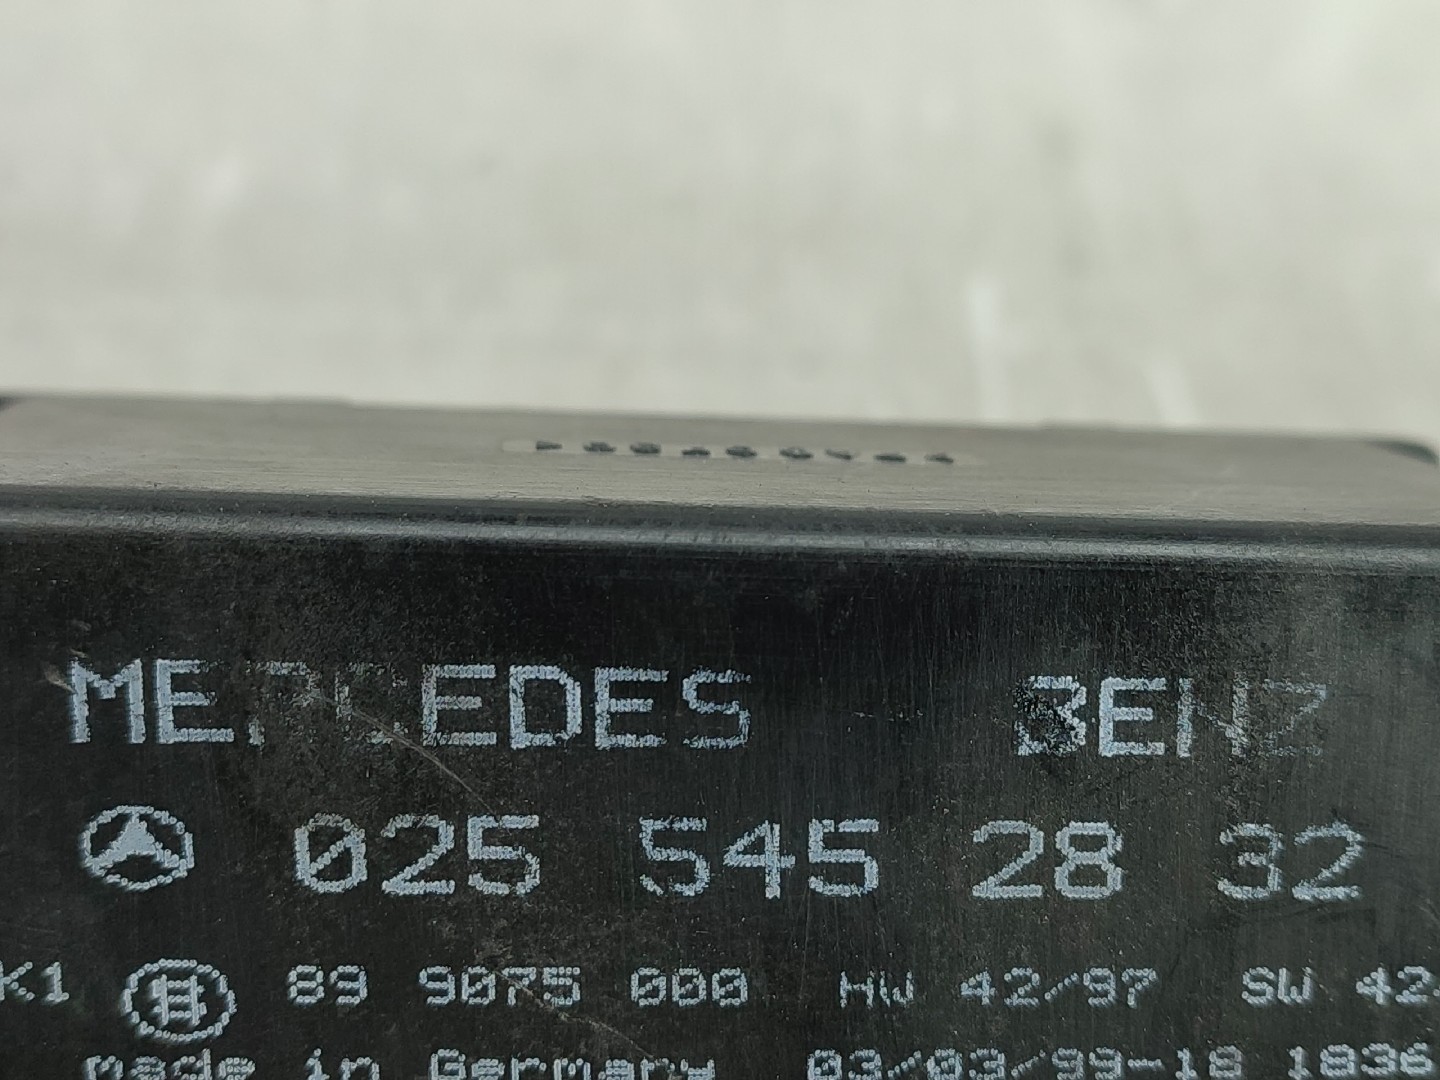 MERCEDES BENZ
025 545 28 32
K1 89 9075 000 HW 42/97 SW 42
made in Germany 03/03/99-18 1836